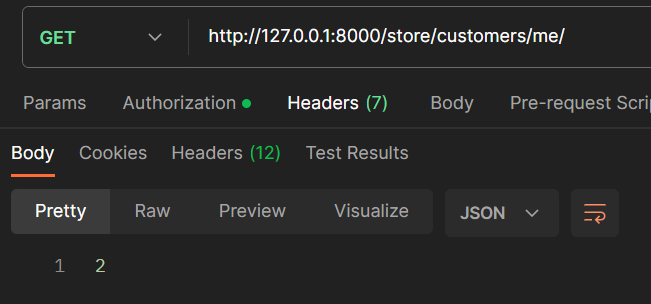 GET http://127.0.0.1:8000/store/customers/me/
Params Authorization Headers (7) Body Pre-request Scri
Body Cookies Headers (12) Test Results
Pretty Raw Preview Visualize JSON
1 2